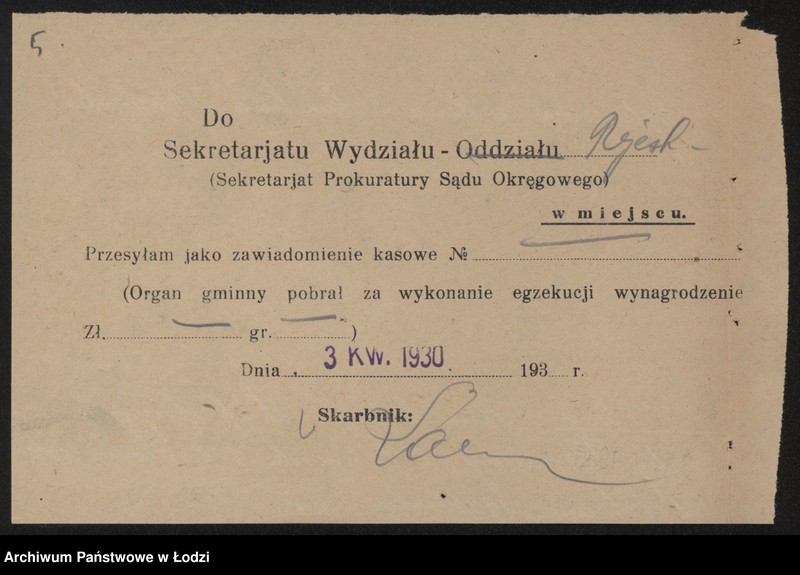 5
Do
Sekretarjatu Wydziału - Oddziału
(Sekretarjat Prokuratury Sądu Okręgowego)
w miejscu.
Przesyłam jako zawiadomienie kasowe №
(Organ gminny pobrał za wykonanie egzekucji wynagrodzenie
Zł. — gr. — )
Dnia 3 KW. 1930 193 r.
Skarbnik:
Archiwum Państwowe w Łodzi